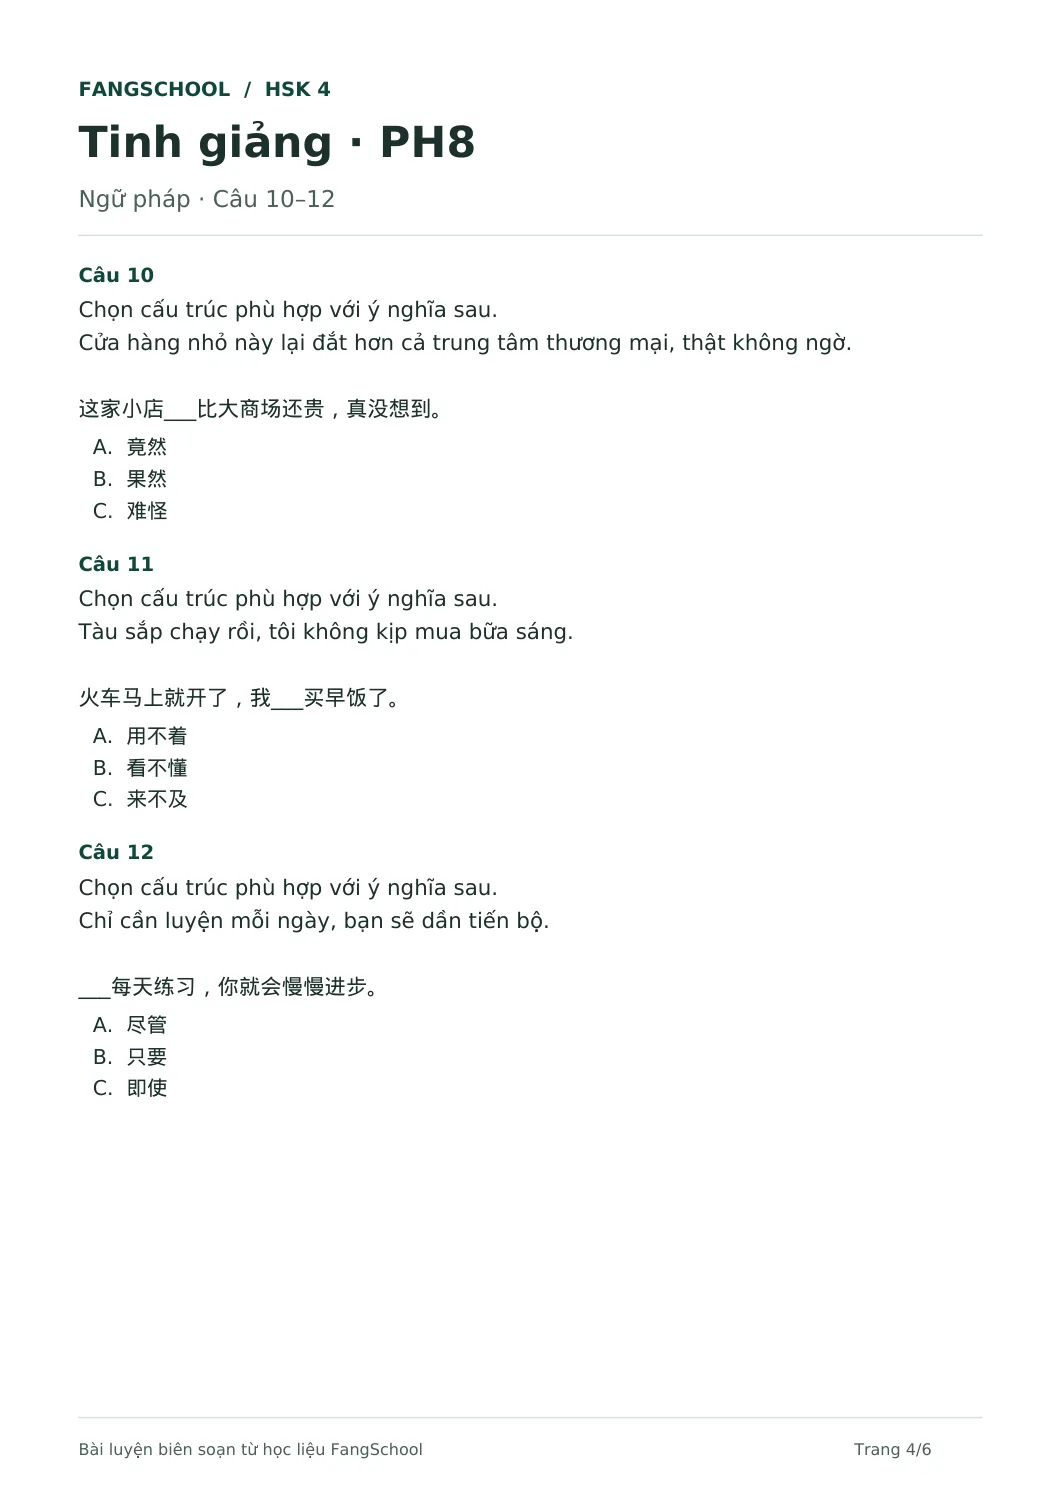 FANGSCHOOL / HSK 4
Tinh giảng · PH8
Ngữ pháp · Câu 10–12
Câu 10
Chọn cấu trúc phù hợp với ý nghĩa sau.
Cửa hàng nhỏ này lại đắt hơn cả trung tâm thương mại, thật không ngờ.
这家小店___比大商场还贵，真没想到。
A. 竟然
B. 果然
C. 难怪
Câu 11
Chọn cấu trúc phù hợp với ý nghĩa sau.
Tàu sắp chạy rồi, tôi không kịp mua bữa sáng.
火车马上就开了，我___买早饭了。
A. 用不着
B. 看不懂
C. 来不及
Câu 12
Chọn cấu trúc phù hợp với ý nghĩa sau.
Chỉ cần luyện mỗi ngày, bạn sẽ dần tiến bộ.
___每天练习，你就会慢慢进步。
A. 尽管
B. 只要
C. 即使
Bài luyện biên soạn từ học liệu FangSchool
Trang 4/6